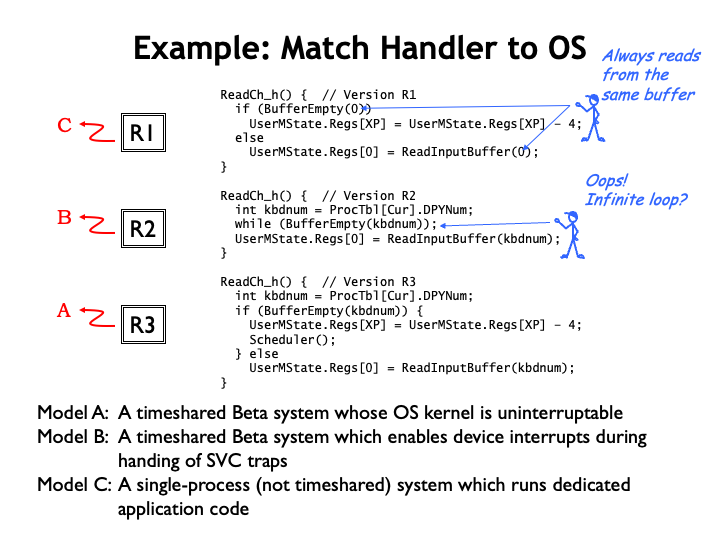 Example: Match Handler to OS
Always reads
from the
same buffer
C
R1
ReadCh_h() {  // Version R1
  if (BufferEmpty(0))
    UserMState.Regs[XP] = UserMState.Regs[XP] - 4;
  else
    UserMState.Regs[0] = ReadInputBuffer(0);
}
Oops!
Infinite loop?
B
R2
ReadCh_h() {  // Version R2
  int kbdnum = ProcTbl[Cur].DPYNum;
  while (BufferEmpty(kbdnum));
  UserMState.Regs[0] = ReadInputBuffer(kbdnum);
}
A
R3
ReadCh_h() {  // Version R3
  int kbdnum = ProcTbl[Cur].DPYNum;
  if (BufferEmpty(kbdnum)) {
    UserMState.Regs[XP] = UserMState.Regs[XP] - 4;
    Scheduler();
  } else
    UserMState.Regs[0] = ReadInputBuffer(kbdnum);
}
Model A: A timeshared Beta system whose OS kernel is uninterruptable
Model B: A timeshared Beta system which enables device interrupts during
handing of SVC traps
Model C: A single-process (not timeshared) system which runs dedicated
application code